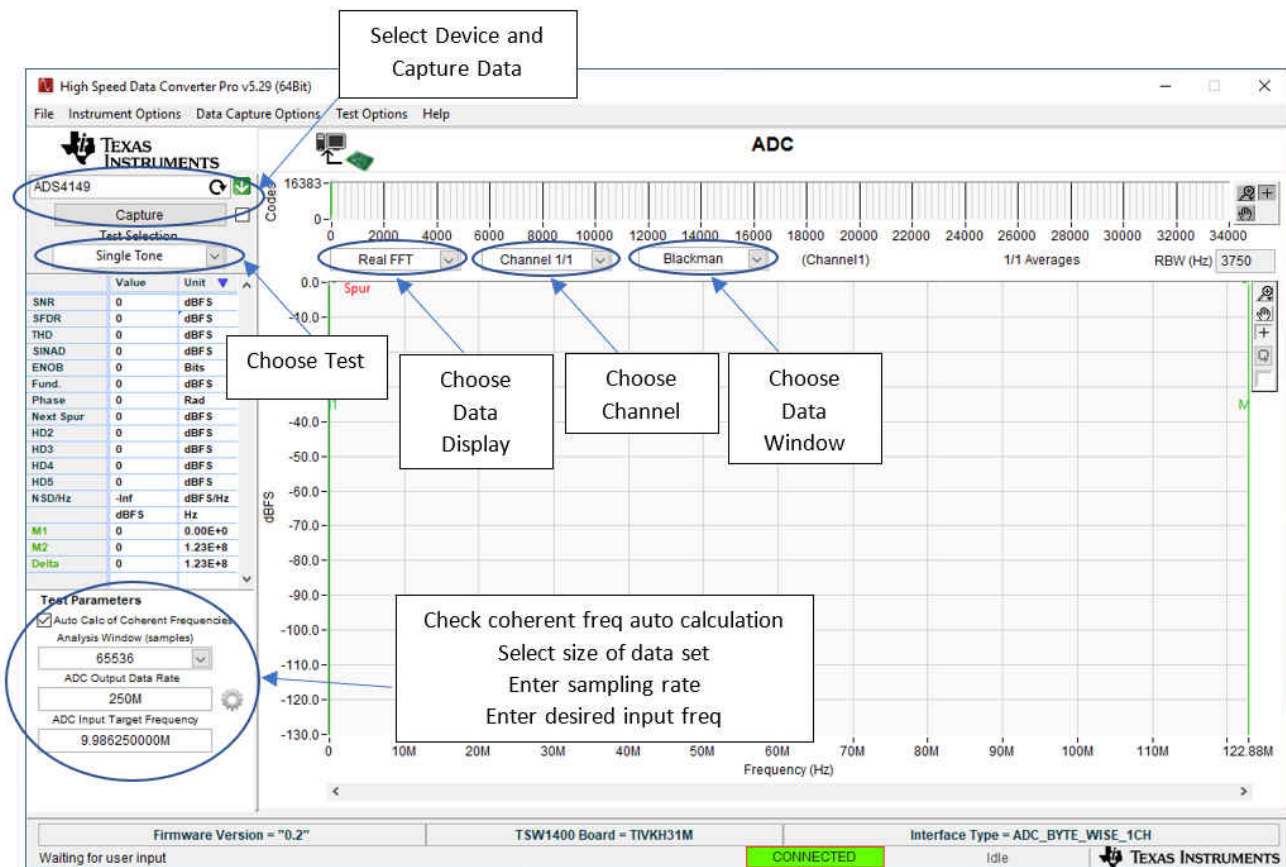 Select Device and
Capture Data
High Speed Data Converter Pro v5.29 (64Bit)
File Instrument Options Data Capture Options Test Options Help
TEXAS
INSTRUMENTS
ADC
ADS4149
Capture
Test Selection
Single Tone
Codes
16383
0
0 2000 4000 6000 8000 10000 12000 14000 16000 18000 20000 22000 24000 26000 28000 30000 32000 34000
Real FFT
Channel 1/1
Blackman
(Channel1)
1/1 Averages
RBW (Hz) 3750
Value Unit
SNR 0 dBFS
SFDR 0 dBFS
THD 0 dBFS
SINAD 0 dBFS
ENOB 0 Bits
Fund. 0 dBFS
Phase 0 Rad
Next Spur 0 dBFS
HD2 0 dBFS
HD3 0 dBFS
HD4 0 dBFS
HD5 0 dBFS
NSD/Hz -Inf dBFS/Hz
dBFS Hz
M1 0 0.00E+0
M2 0 1.23E+8
Delta 0 1.23E+8
Choose Test
Choose
Data
Display
Choose
Channel
Choose
Data
Window
Spur
dBFS
0.0
-10.0
-40.0
-50.0
-60.0
-70.0
-80.0
-90.0
-100.0
-110.0
-120.0
-130.0
0 10M 20M 30M 40M 50M 60M 70M 80M 90M 100M 110M 122.88M
Frequency (Hz)
Test Parameters
Auto Calc of Coherent Frequencies
Analysis Window (samples)
65536
ADC Output Data Rate
250M
ADC Input Target Frequency
9.986250000M
Check coherent freq auto calculation
Select size of data set
Enter sampling rate
Enter desired input freq
Firmware Version = "0.2"
TSW1400 Board = TIVKH31M
Interface Type = ADC_BYTE_WISE_1CH
Waiting for user input
CONNECTED
Idle
TEXAS INSTRUMENTS